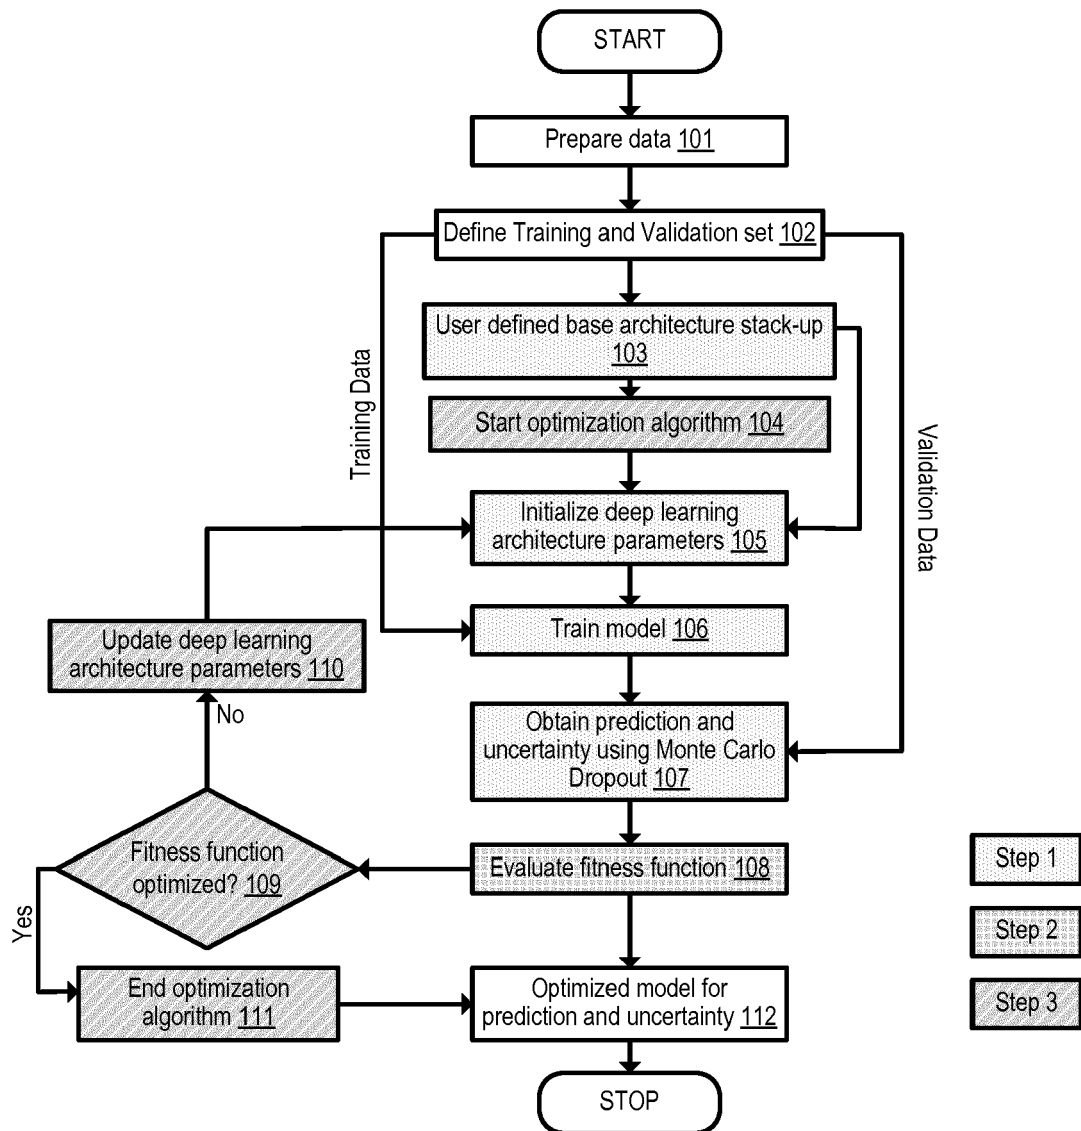 START
Prepare data 101
Define Training and Validation set 102
User defined base architecture stack-up
103
Training Data
Validation Data
Start optimization algorithm 104
Initialize deep learning
architecture parameters 105
Train model 106
Update deep learning
architecture parameters 110
No
Obtain prediction and
uncertainty using Monte Carlo
Dropout 107
Fitness function
optimized? 109
Evaluate fitness function 108
Yes
End optimization
algorithm 111
Optimized model for
prediction and uncertainty 112
STOP
Step 1
Step 2
Step 3